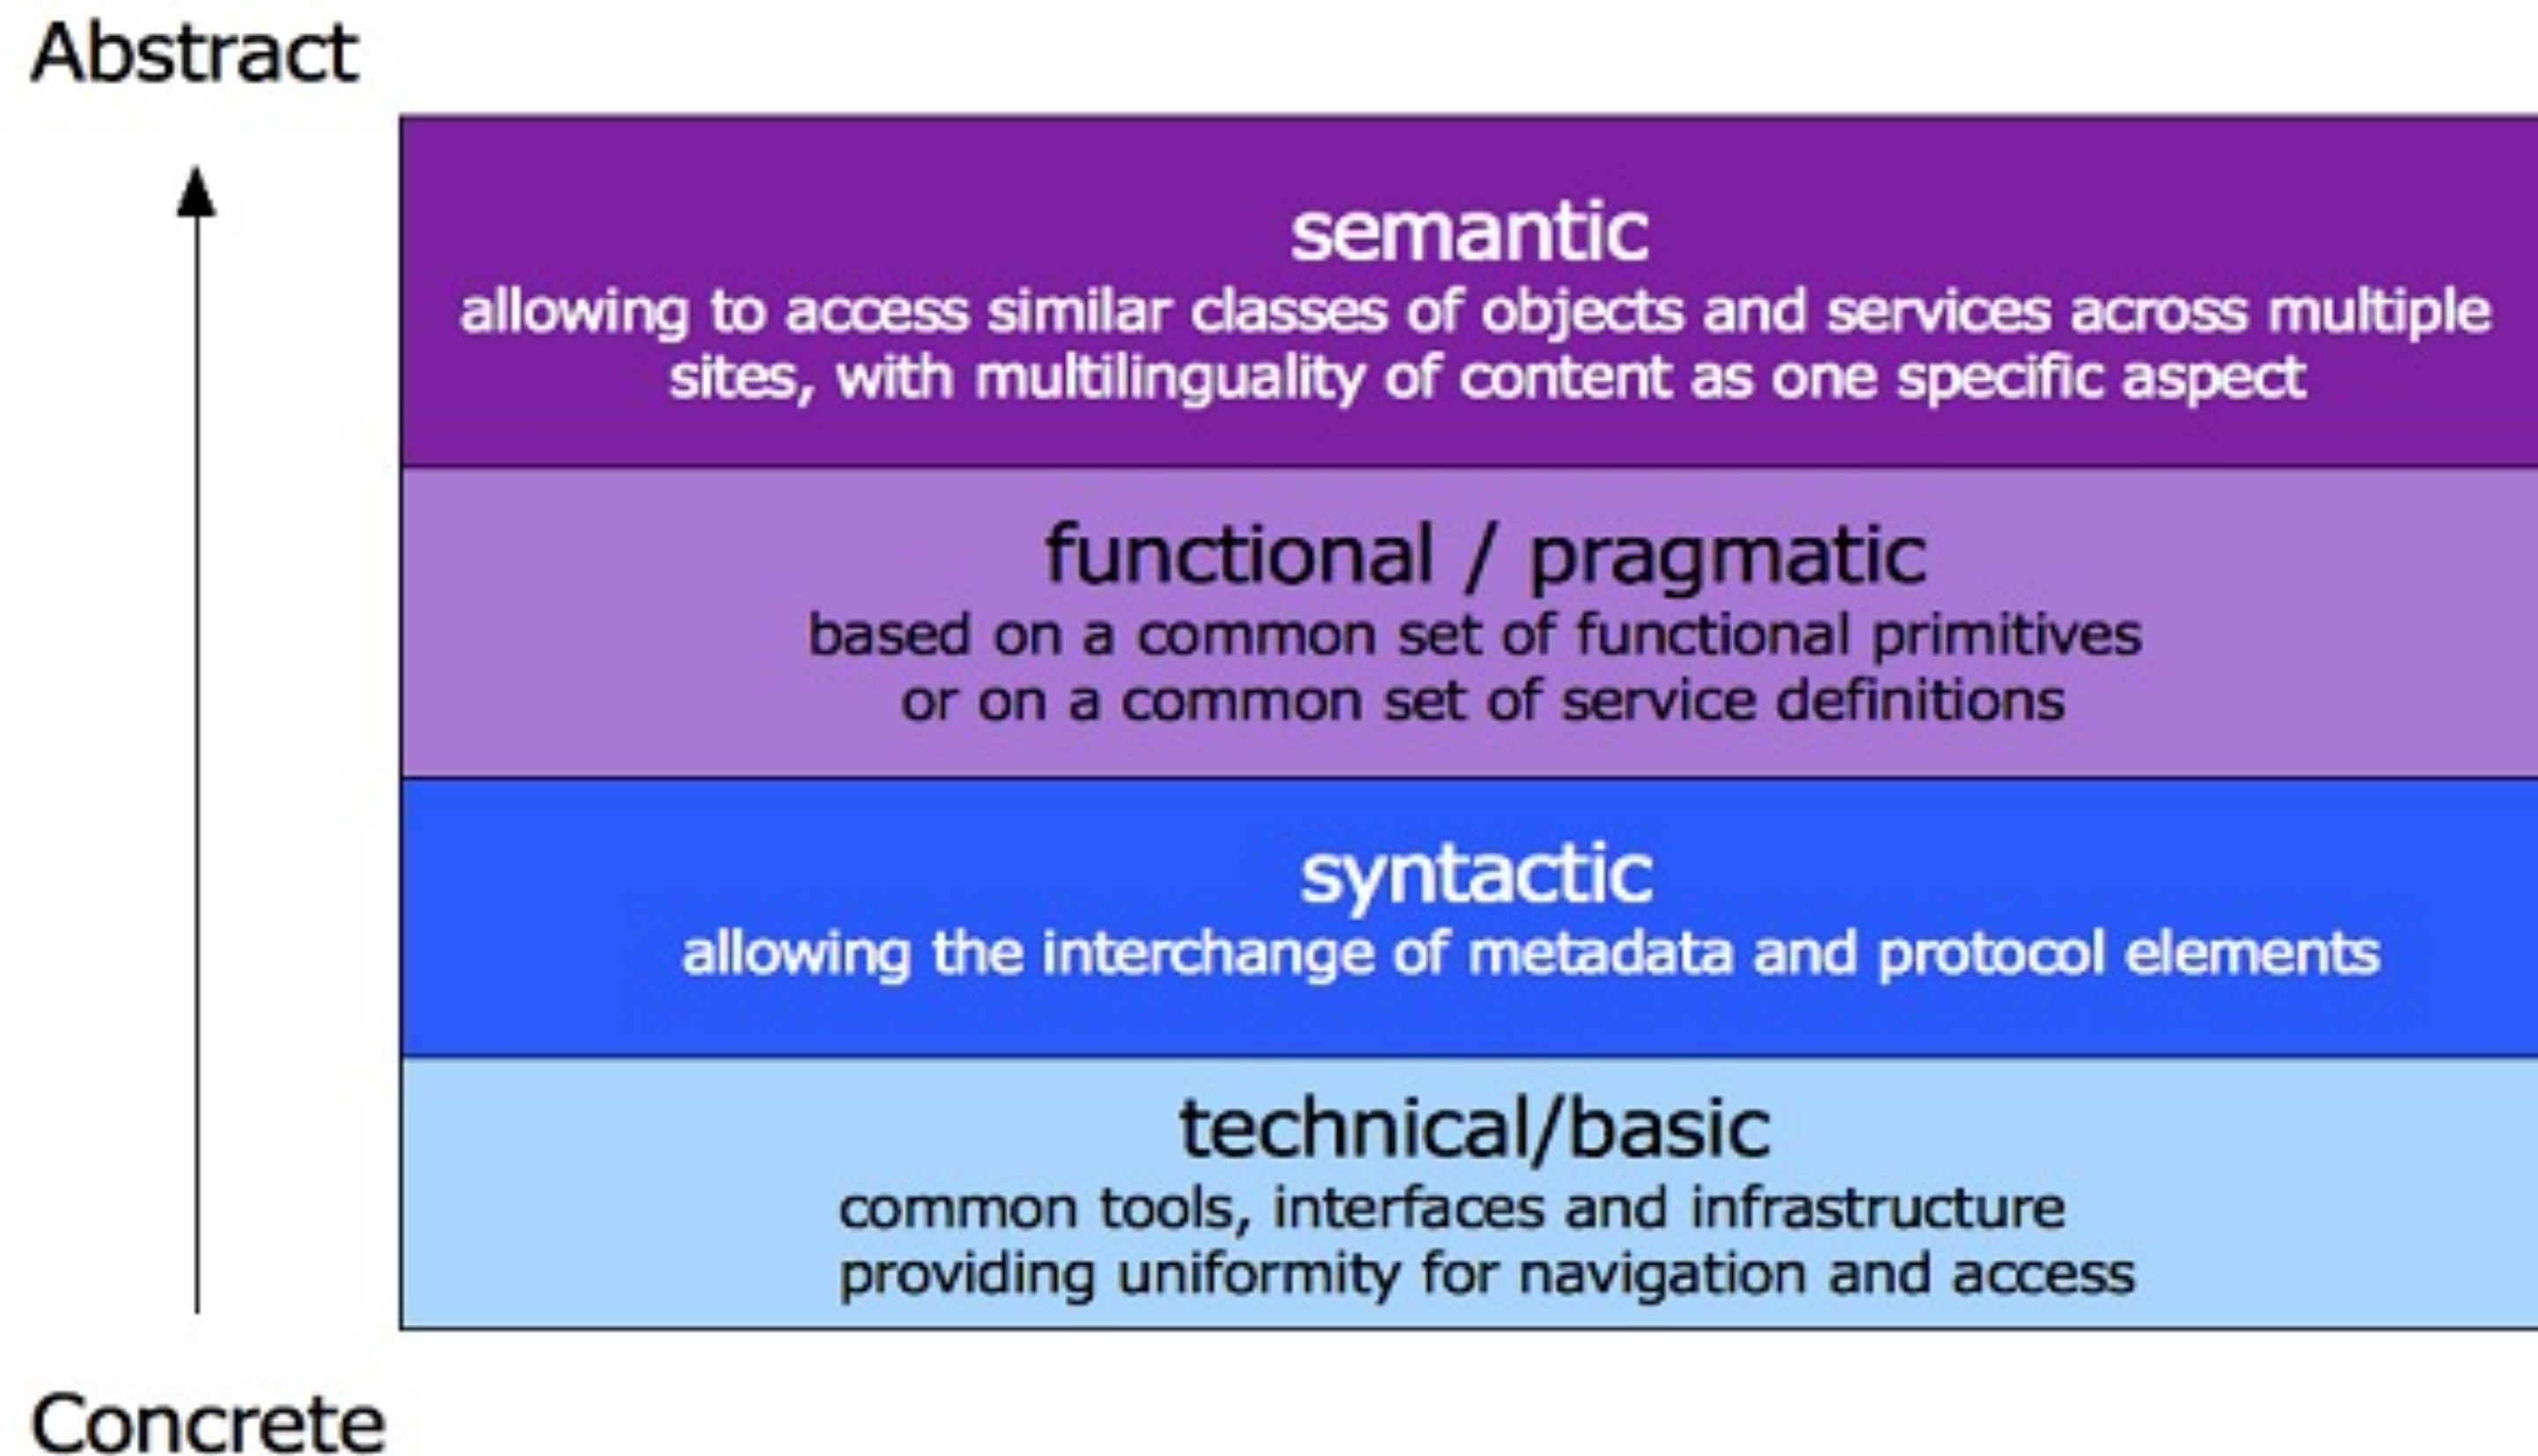 Abstract
semantic
allowing to access similar classes of objects and services across multiple
sites, with multilinguality of content as one specific aspect
functional / pragmatic
based on a common set of functional primitives
or on a common set of service definitions
syntactic
allowing the interchange of metadata and protocol elements
technical/basic
common tools, interfaces and infrastructure
providing uniformity for navigation and access
Concrete